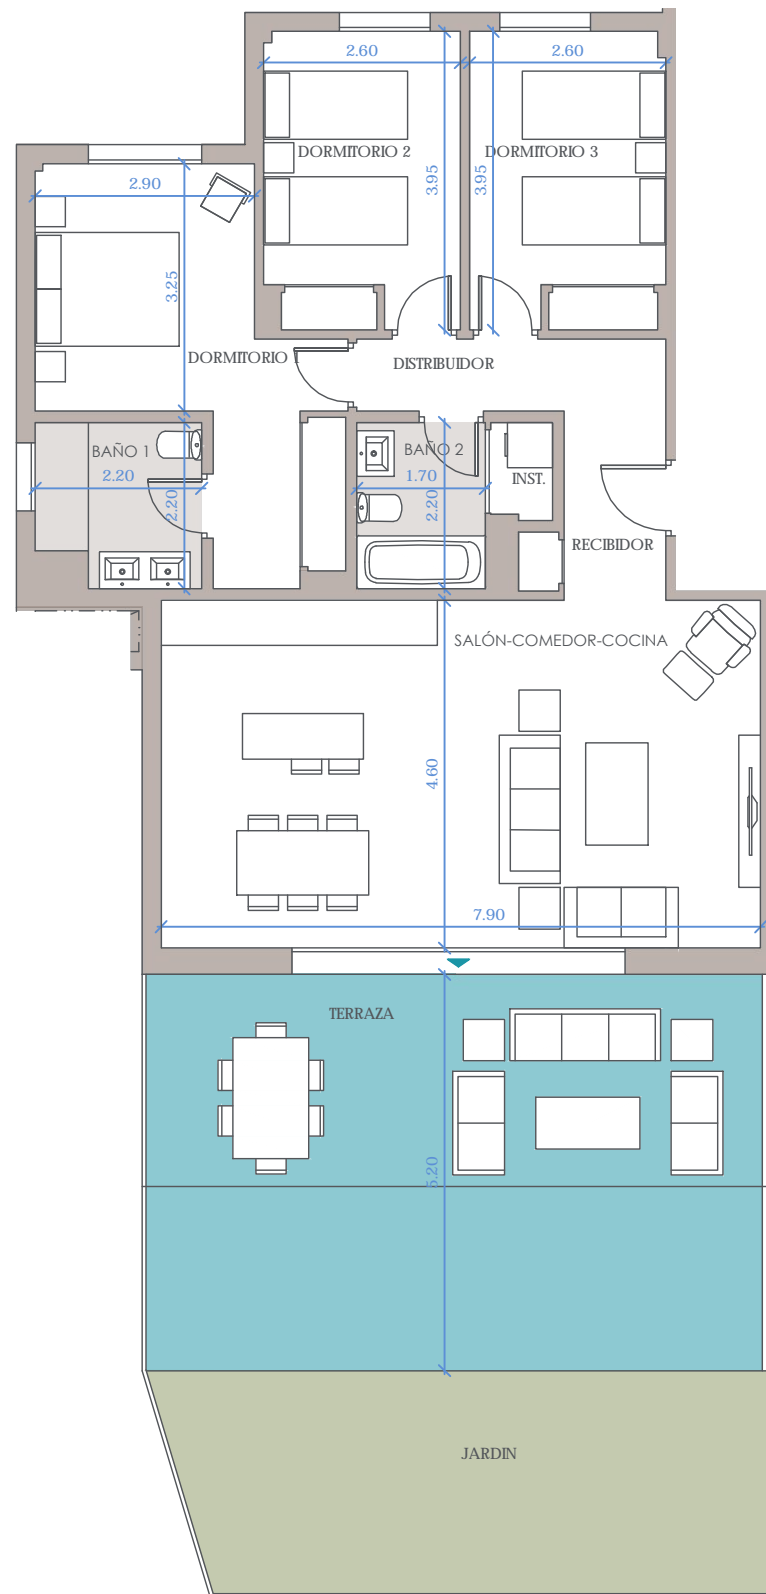 2.60
2.60
DORMITORIO 2
DORMITORIO 3
3.95
3.95
2.90
3.25
DORMITORIO 1
DISTRIBUIDOR
BAÑO 1
2.20
2.20
BAÑO 2
1.70
2.20
INST.
RECIBIDOR
SALÓN-COMEDOR-COCINA
4.60
7.90
TERRAZA
5.20
JARDIN